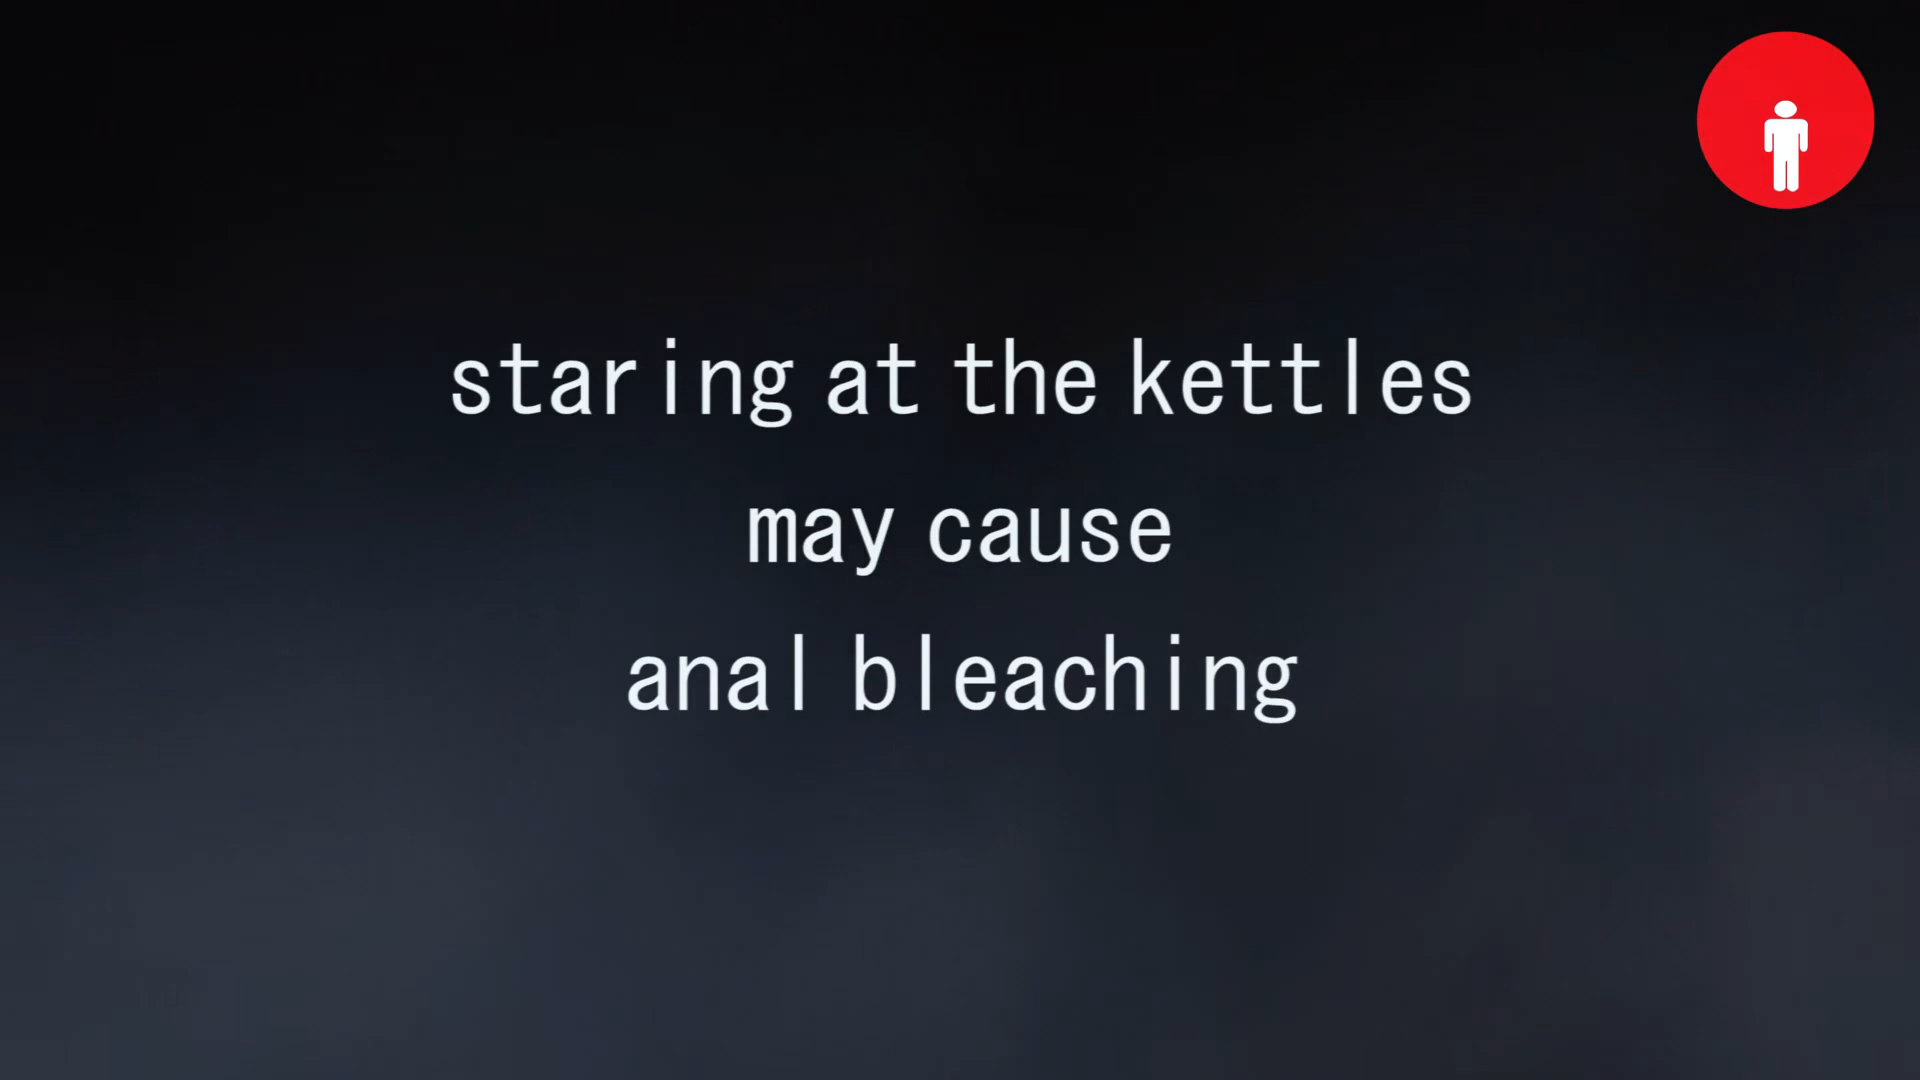 staring at the kettles
may cause
anal bleaching